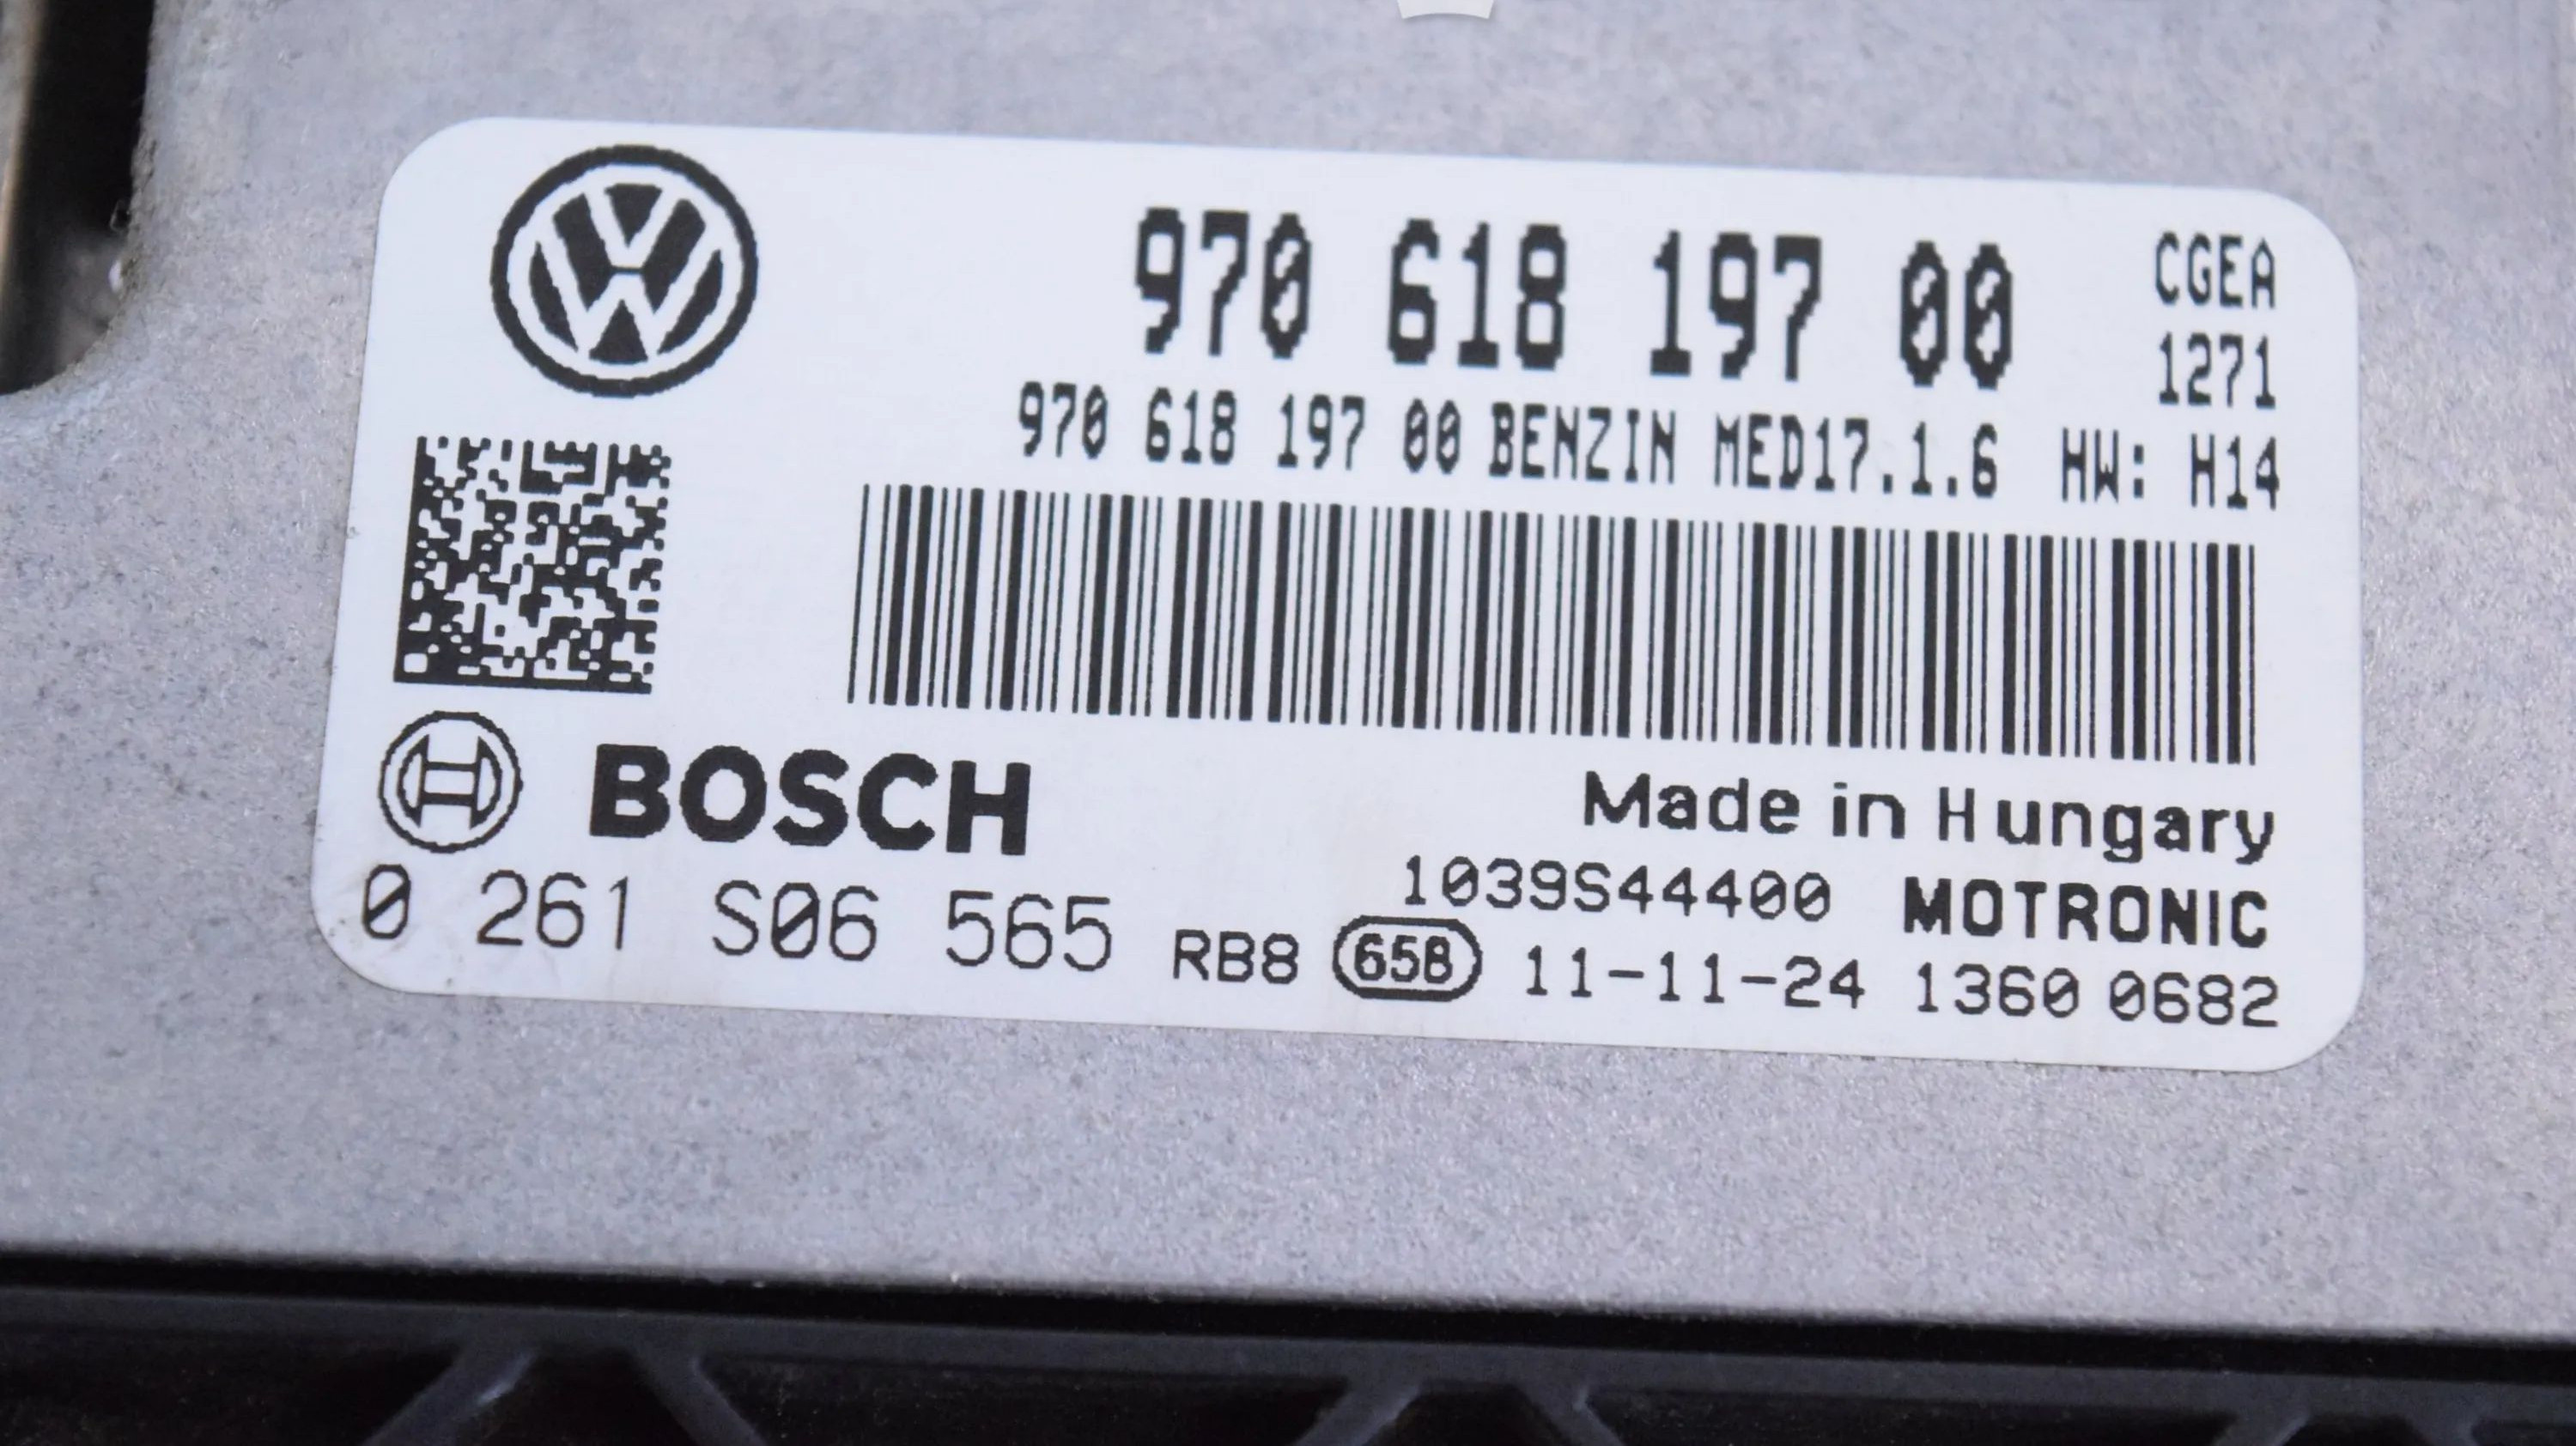 970 618 197 00 CGEA
1271
970 618 197 00 BENZIN MED17.1.6 HW: H14
BOSCH
Made in Hungary
1039S44400 MOTRONIC
0 261 S06 565 RB8 658 11-11-24 1360 0682